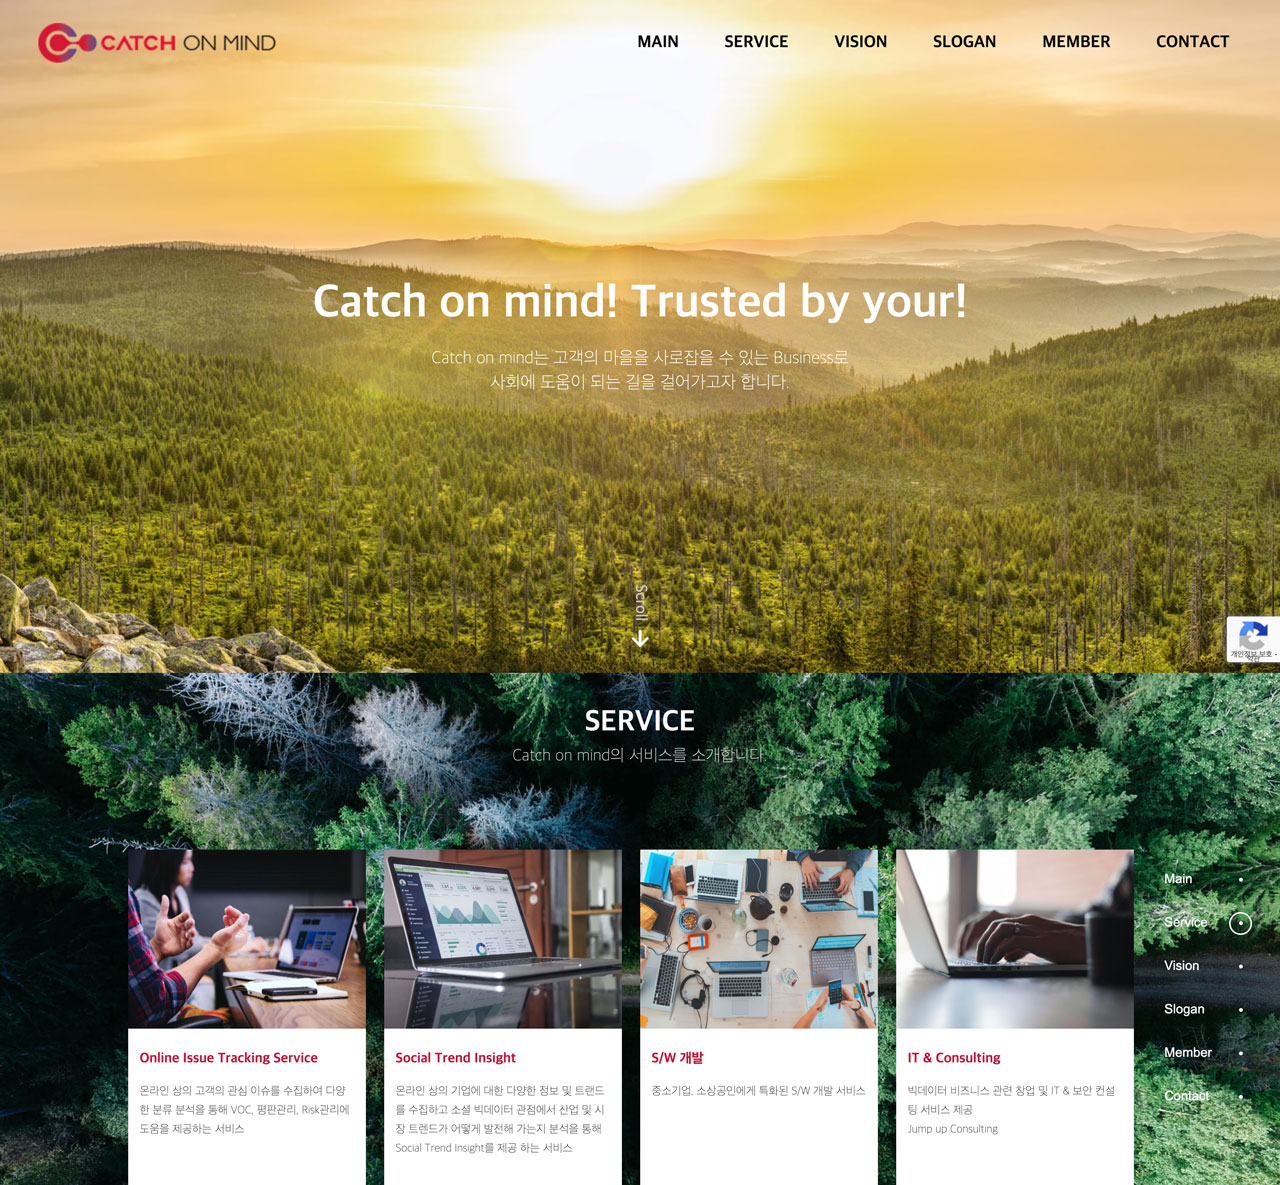 CATCH ON MIND
MAIN SERVICE VISION SLOGAN MEMBER CONTACT
Catch on mind! Trusted by your!
Catch on mind는 고객의 마을을 사로잡을 수 있는 Business로
사회에 도움이 되는 길을 걸어가고자 합니다.
Scroll
개인정보 보호 -
약관
SERVICE
Catch on mind의 서비스를 소개합니다
Online Issue Tracking Service
온라인 상의 고객의 관심 이슈를 수집하여 다양
한 분류 분석을 통해 VOC, 평판관리, Risk관리에
도움을 제공하는 서비스
Social Trend Insight
온라인 상의 기업에 대한 다양한 정보 및 트랜드
를 수집하고 소셜 빅데이터 관점에서 산업 및 시
장 트렌드가 어떻게 발전해 가는지 분석을 통해
Social Trend Insight를 제공 하는 서비스
S/W 개발
중소기업, 소상공인에게 특화된 S/W 개발 서비스
IT & Consulting
빅데이터 비즈니스 관련 창업 및 IT & 보안 컨설
팅 서비스 제공
Jump up Consulting
Main
Service
Vision
Slogan
Member
Contact